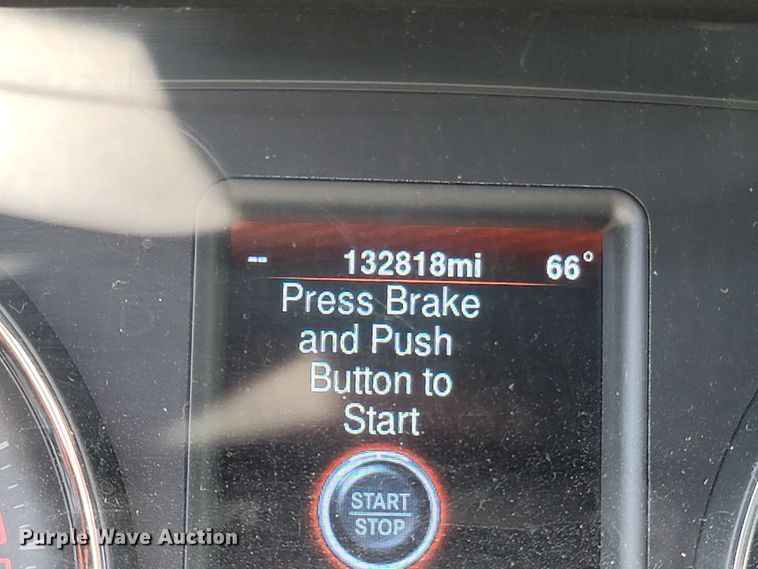 -- 132818mi 66°
Press Brake
and Push
Button to
Start
START
STOP
Purple Wave Auction